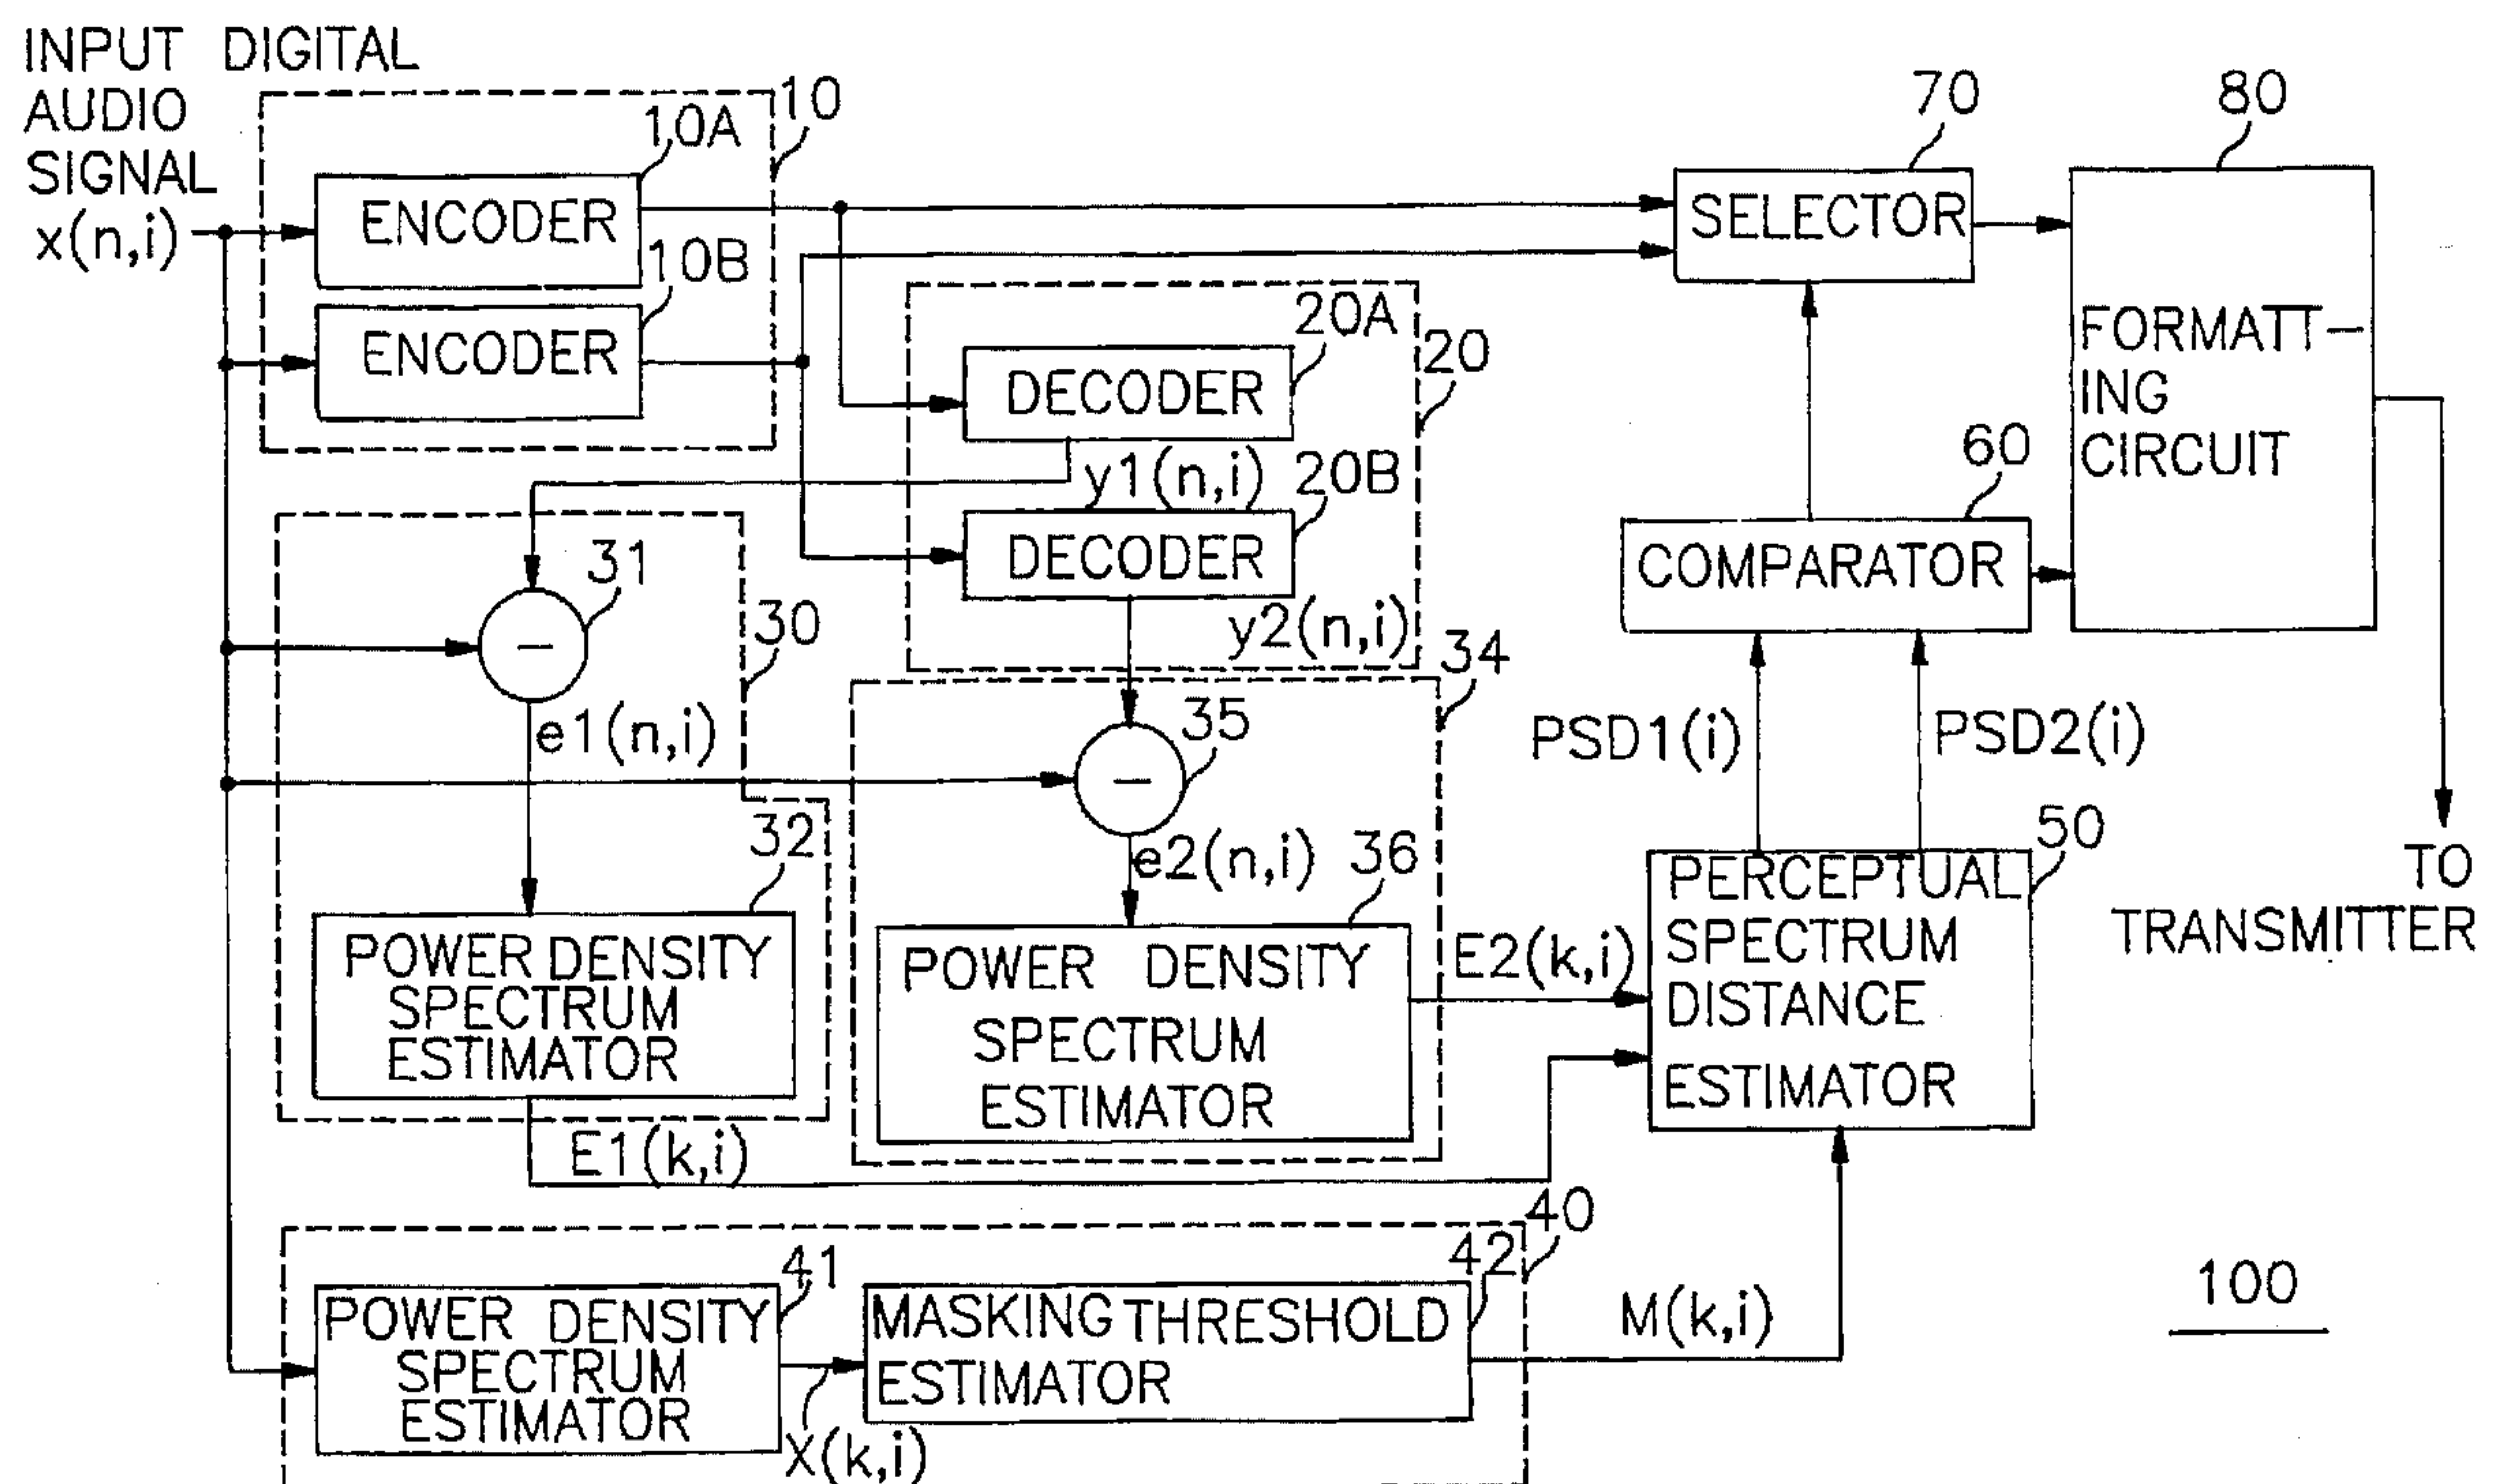 INPUT DIGITAL
AUDIO
SIGNAL
x(n,i)
10
10A
ENCODER
10B
ENCODER
70
SELECTOR
80
FORMATT-
ING
CIRCUIT
20A
20
DECODER
y1(n,i)
20B
DECODER
y2(n,i)
60
COMPARATOR
31
−
30
e1(n,i)
34
35
−
e2(n,i)
PSD1(i)
PSD2(i)
32
POWER DENSITY
SPECTRUM
ESTIMATOR
E1(k,i)
36
POWER DENSITY
SPECTRUM
ESTIMATOR
E2(k,i)
50
PERCEPTUAL
SPECTRUM
DISTANCE
ESTIMATOR
TO
TRANSMITTER
40
41
POWER DENSITY
SPECTRUM
ESTIMATOR
X(k,i)
42
MASKING THRESHOLD
ESTIMATOR
M(k,i)
100